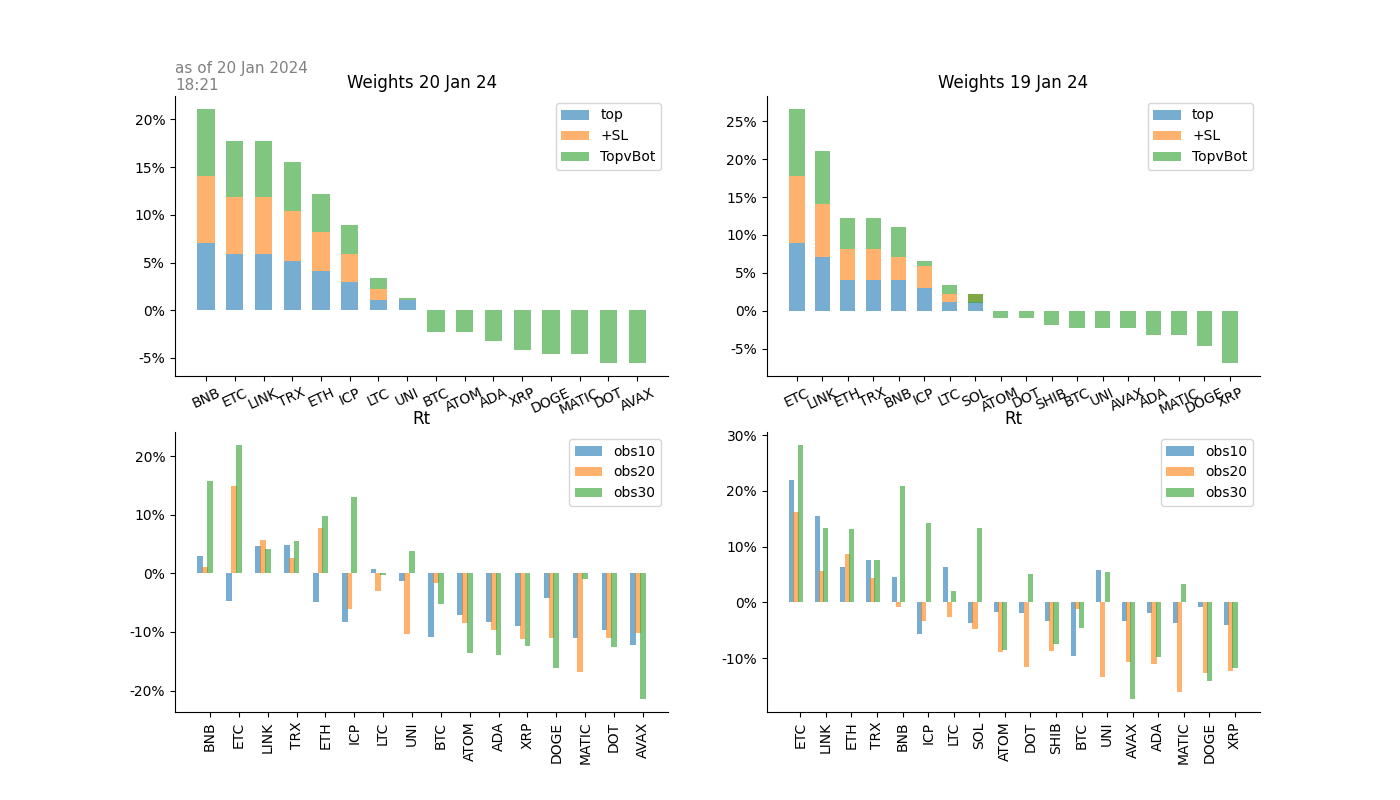 as of 20 Jan 2024
18:21
Weights 20 Jan 24
20%
15%
10%
5%
0%
-5%
top
+SL
TopvBot
BNB ETC LINK TRX ETH ICP LTC UNI BTC ATOM ADA XRP DOGE MATIC DOT AVAX
Weights 19 Jan 24
25%
20%
15%
10%
5%
0%
-5%
top
+SL
TopvBot
ETC LINK ETH TRX BNB ICP LTC SOL ATOM DOT SHIB BTC UNI AVAX ADA MATIC DOGE XRP
Rt
20%
10%
0%
-10%
-20%
obs10
obs20
obs30
BNB ETC LINK TRX ETH ICP LTC UNI BTC ATOM ADA XRP DOGE MATIC DOT AVAX
Rt
30%
20%
10%
0%
-10%
obs10
obs20
obs30
ETC LINK ETH TRX BNB ICP LTC SOL ATOM DOT SHIB BTC UNI AVAX ADA MATIC DOGE XRP